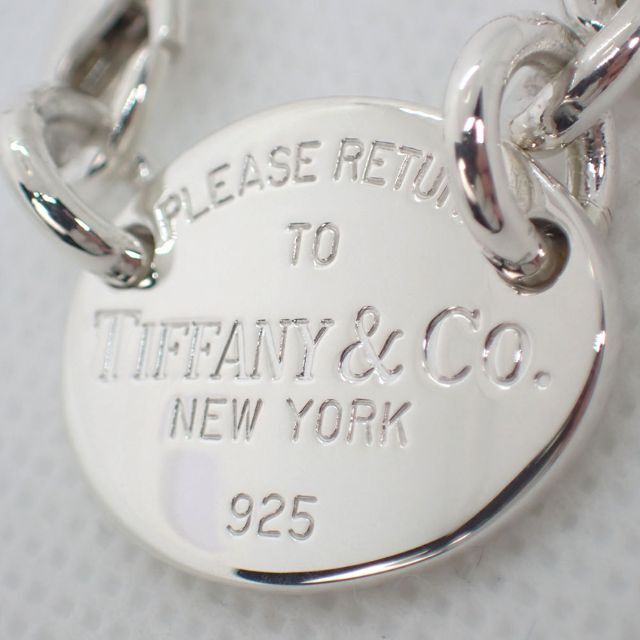 PLEASE RETU
TO
TIFFANY & CO.
NEW YORK
925